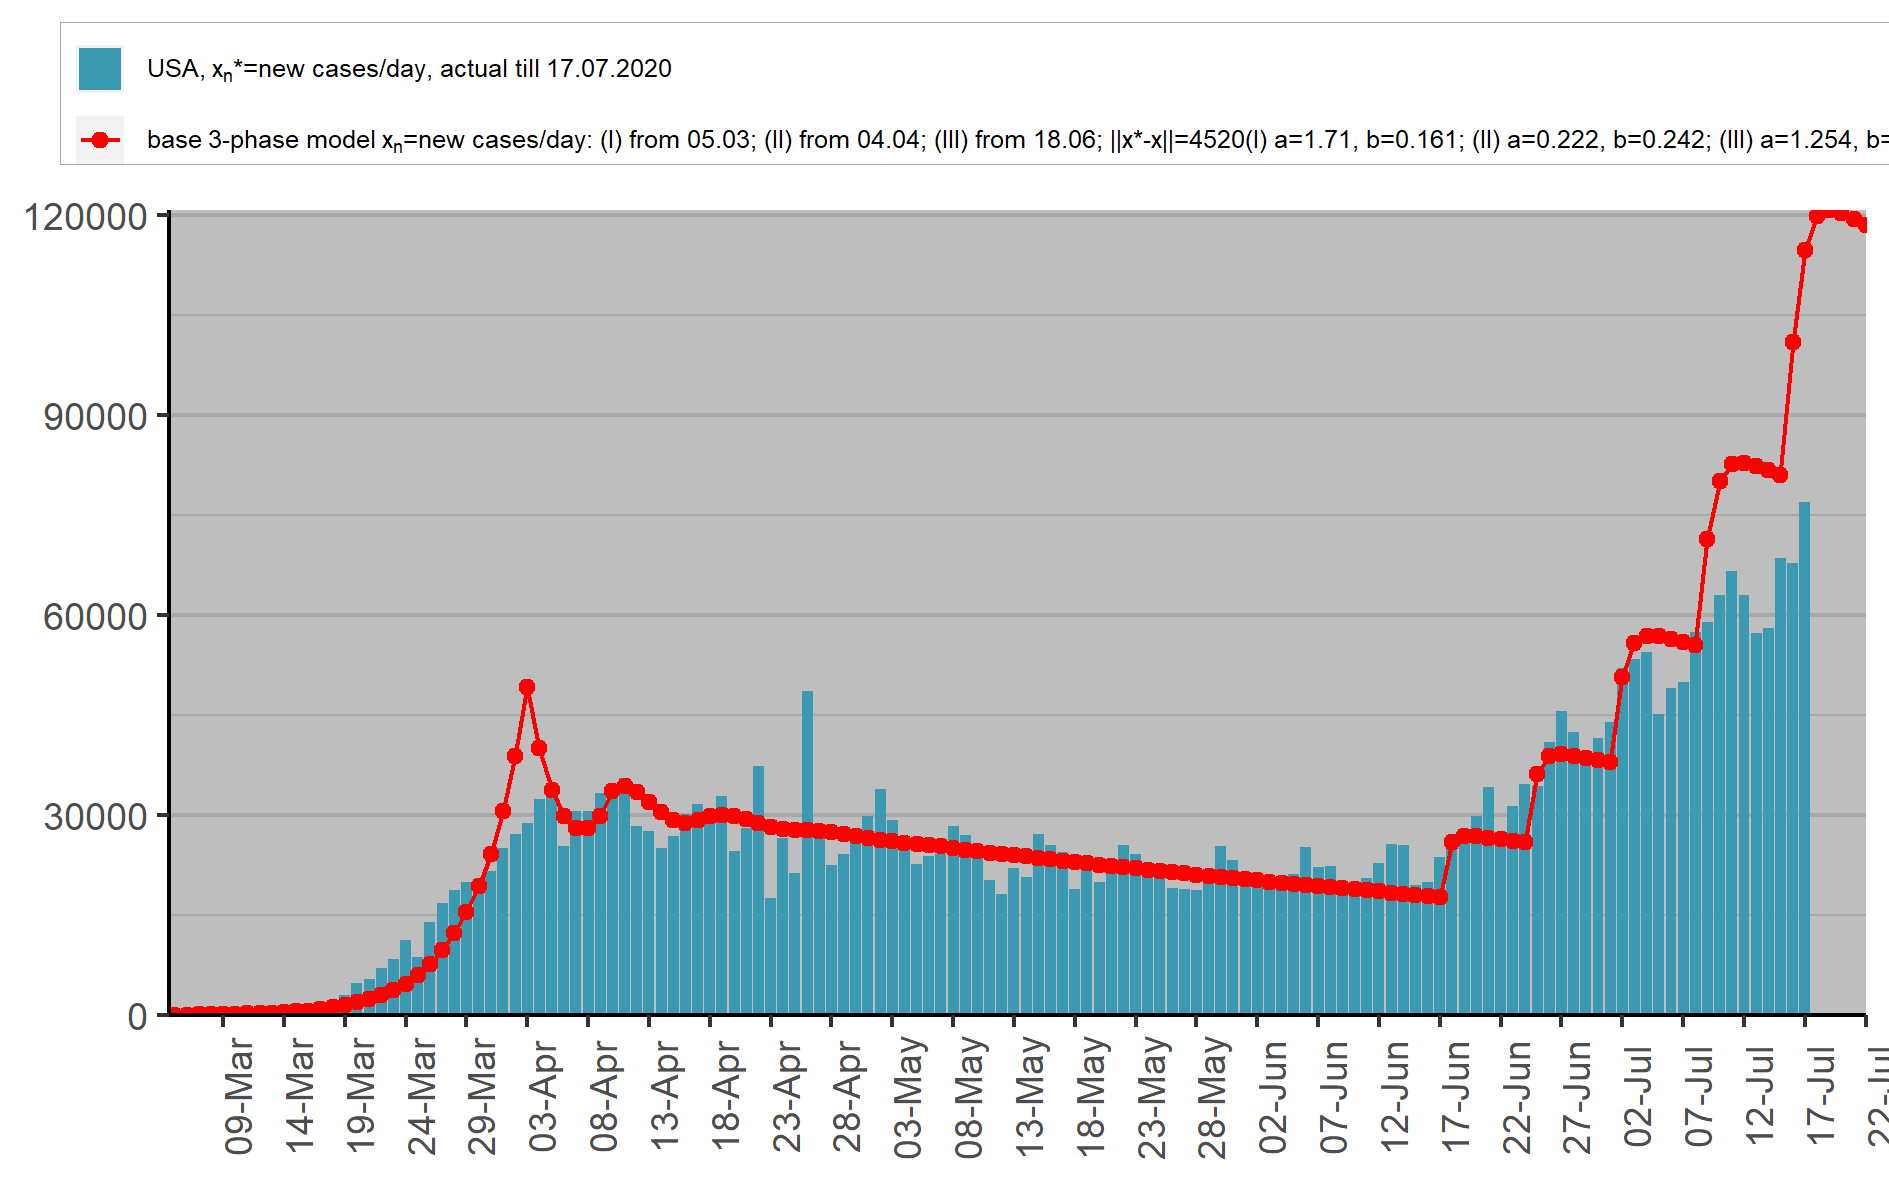 USA, xn*=new cases/day, actual till 17.07.2020
base 3-phase model xn=new cases/day: (I) from 05.03; (II) from 04.04; (III) from 18.06; ||x*-x||=4520(I) a=1.71, b=0.161; (II) a=0.222, b=0.242; (III) a=1.254, b=
120000
90000
60000
30000
0
09-Mar
14-Mar
19-Mar
24-Mar
29-Mar
03-Apr
08-Apr
13-Apr
18-Apr
23-Apr
28-Apr
03-May
08-May
13-May
18-May
23-May
28-May
02-Jun
07-Jun
12-Jun
17-Jun
22-Jun
27-Jun
02-Jul
07-Jul
12-Jul
17-Jul
22-Jul